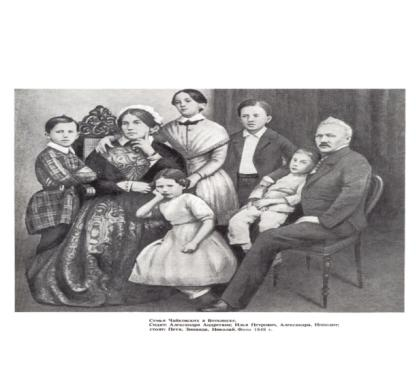 Семья Чайковских в Воткинске.
Сидят: Александра Андреевна; Илья Петрович, Александра, Ипполит;
стоят: Петя, Зинаида, Николай. Фото 1848 г.